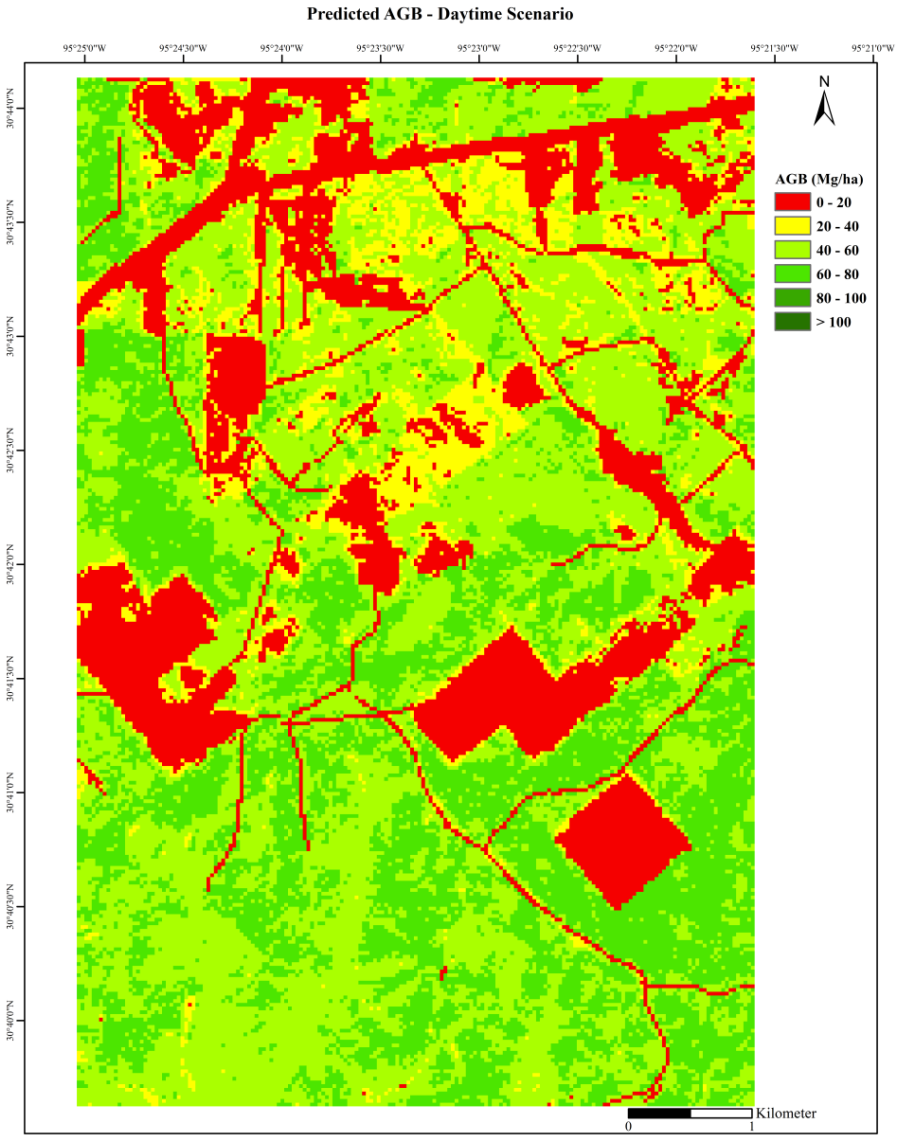 Predicted AGB - Daytime Scenario
95°25'0"W 95°24'30"W 95°24'0"W 95°23'30"W 95°23'0"W 95°22'30"W 95°22'0"W 95°21'30"W 95°21'0"W
N
AGB (Mg/ha)
0 - 20
20 - 40
40 - 60
60 - 80
80 - 100
> 100
30°44'0"N
30°43'30"N
30°43'0"N
30°42'30"N
30°42'0"N
30°41'30"N
30°41'0"N
30°40'30"N
30°40'0"N
Kilometer
0 1